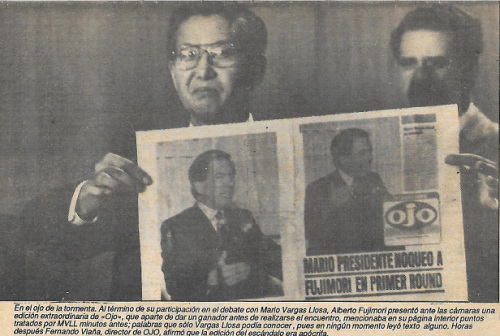 ojo
MARIO PRESIDENTE NOQUEO A
FUJIMORI EN PRIMER ROUND
En el ojo de la tormenta. Al término de su participación en el debate con Mario Vargas Llosa, Alberto Fujimori presentó ante las cámaras una
edición extraordinaria de «Ojo», que aparte de dar un ganador antes de realizarse el encuentro, mencionaba en su página interior puntos
tratados por MVLL minutos ántes; palabras que sólo Vargas Llosa podía conocer, pues en ningún momento leyó texto alguno. Horas
después Fernando Viaña, director de OJO, afirmó que la edición del escándalo era apócrifa.